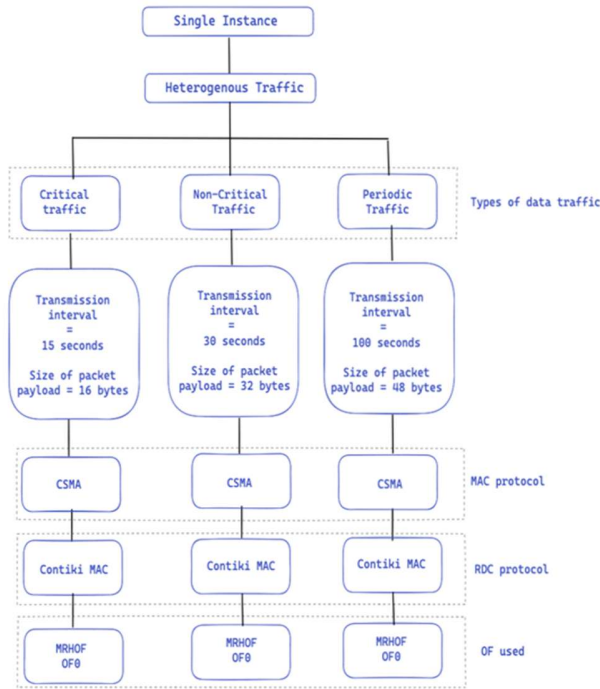 Single Instance
Heterogenous Traffic
Critical
traffic
Non-Critical
Traffic
Periodic
Traffic
Types of data traffic
Transmission
interval
=
15 seconds
Size of packet
payload = 16 bytes
Transmission
interval
=
30 seconds
Size of packet
payload = 32 bytes
Transmission
interval
=
100 seconds
Size of packet
payload = 48 bytes
CSMA
CSMA
CSMA
MAC protocol
Contiki MAC
Contiki MAC
Contiki MAC
RDC protocol
MRHOF
OF0
MRHOF
OF0
MRHOF
OF0
OF used